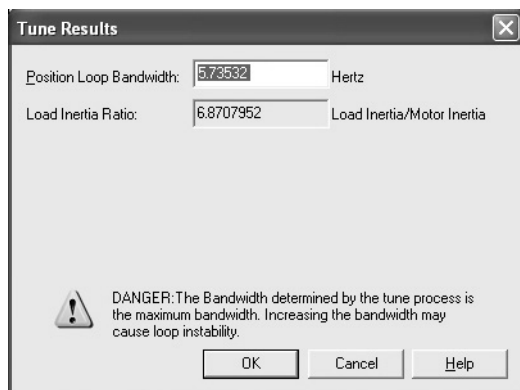 Tune Results
Position Loop Bandwidth: 5.73532 Hertz
Load Inertia Ratio: 6.8707952 Load Inertia/Motor Inertia
DANGER:The Bandwidth determined by the tune process is
the maximum bandwidth. Increasing the bandwidth may
cause loop instability.
OK Cancel Help